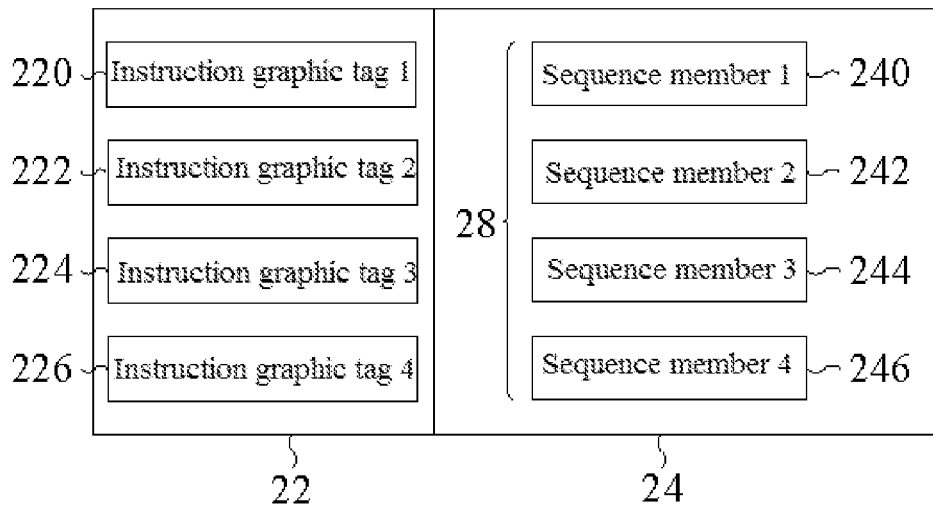 220 Instruction graphic tag 1 Sequence member 1 240
222 Instruction graphic tag 2 Sequence member 2 242
28
224 Instruction graphic tag 3 Sequence member 3 244
226 Instruction graphic tag 4 Sequence member 4 246
22 24